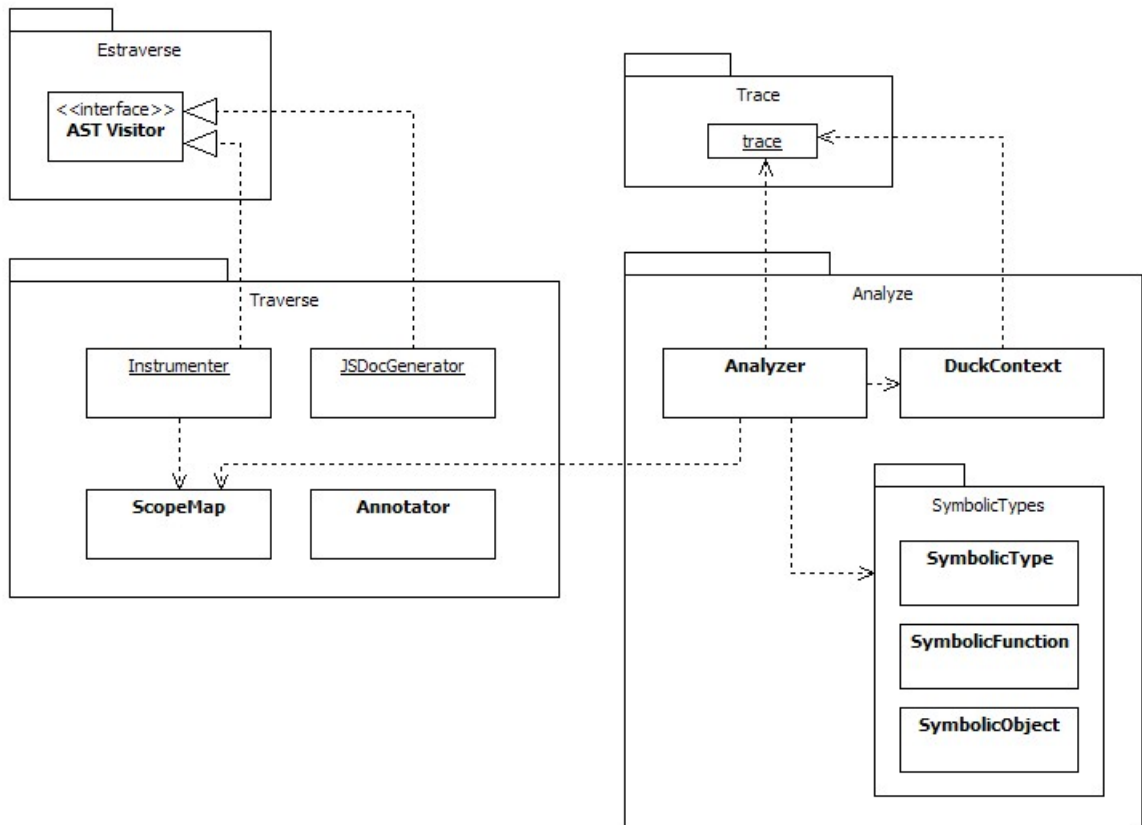 Estraverse
<<interface>>
AST Visitor
Trace
trace
Traverse
Instrumenter
JSDocGenerator
ScopeMap
Annotator
Analyze
Analyzer
DuckContext
SymbolicTypes
SymbolicType
SymbolicFunction
SymbolicObject